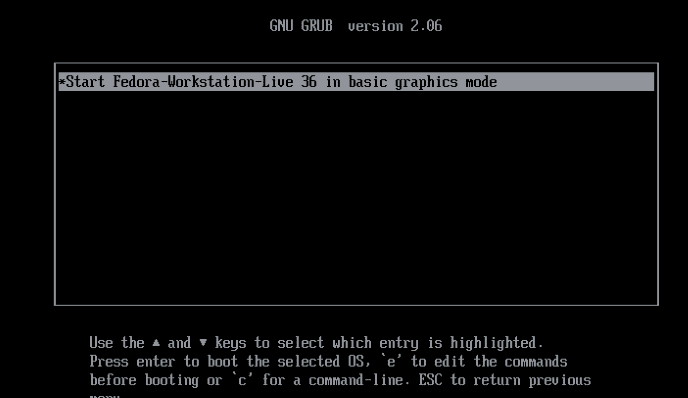 GNU GRUB  version 2.06
*Start Fedora-Workstation-Live 36 in basic graphics mode
Use the ▲ and ▼ keys to select which entry is highlighted.
Press enter to boot the selected OS, `e' to edit the commands
before booting or `c' for a command-line. ESC to return previous
menu.